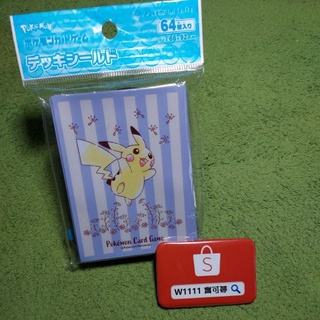 ポケモンカードゲーム
デッキシールド
64枚入り
Pokémon Card Game
S
W1111 寶可夢